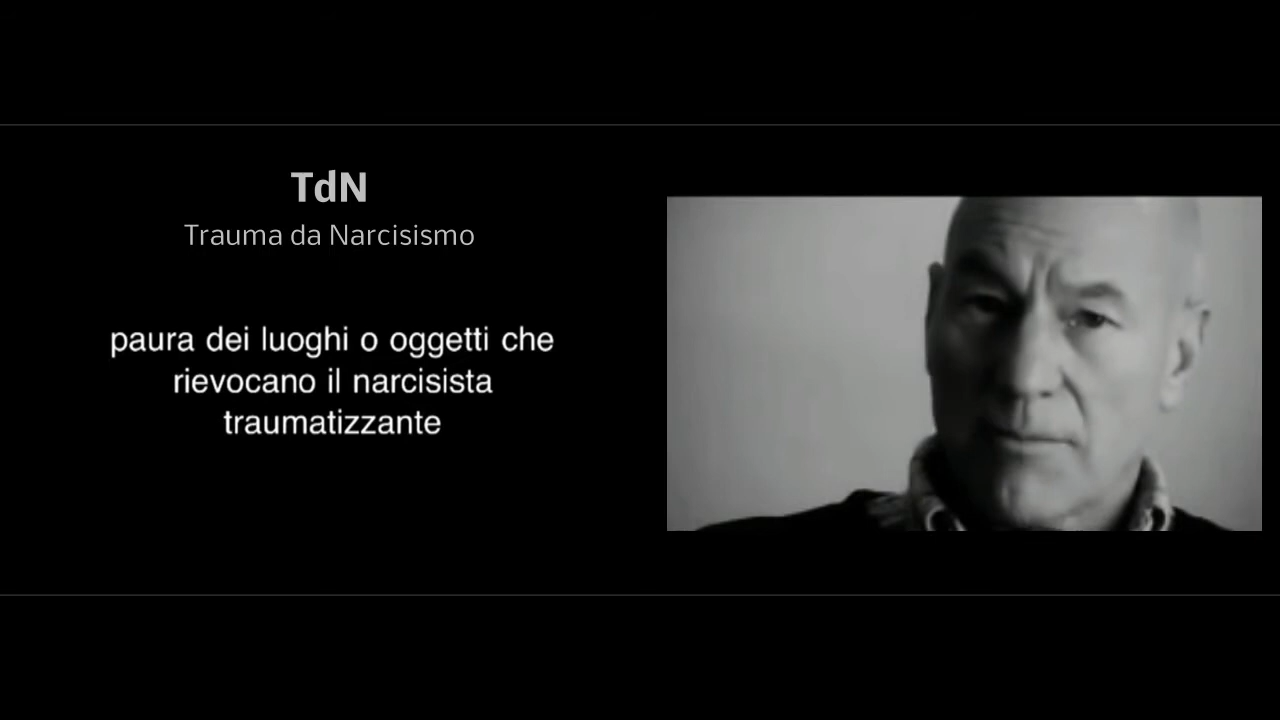 TdN
Trauma da Narcisismo
paura dei luoghi o oggetti che
rievocano il narcisista
traumatizzante